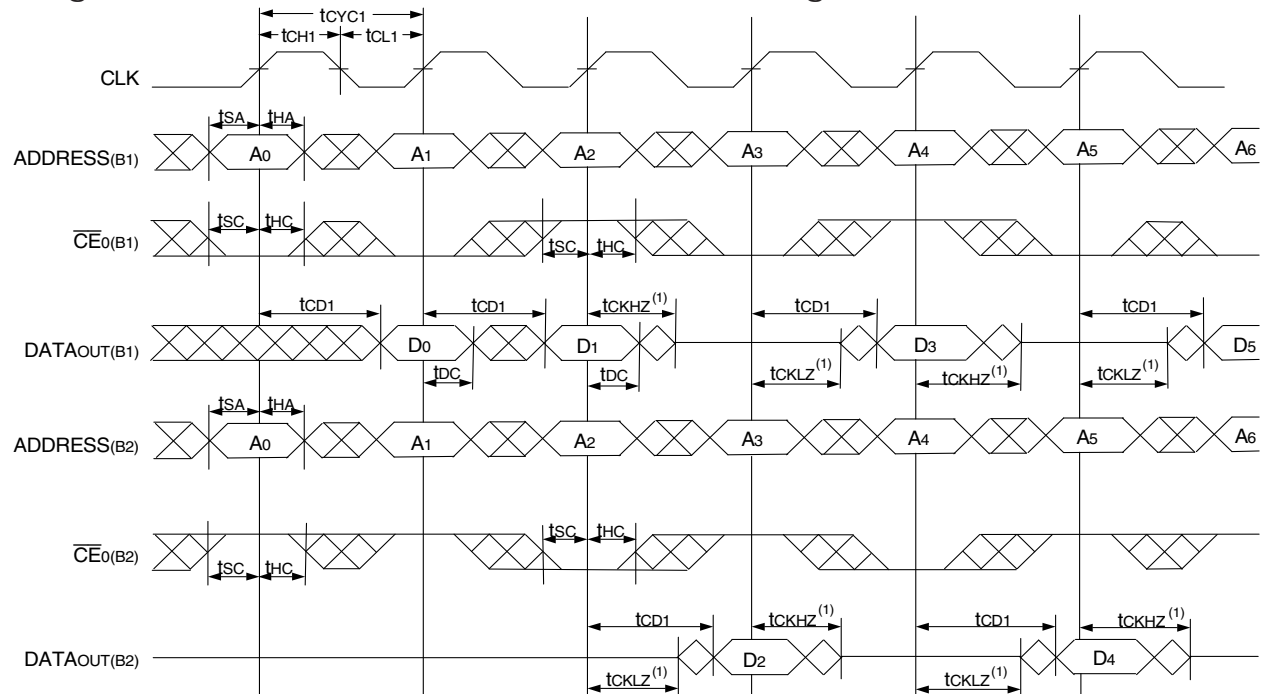 tCYC1
tCH1 tCL1
CLK
tSA tHA
ADDRESS(B1) A0 A1 A2 A3 A4 A5 A6
tSC tHC
CE0(B1) tSC tHC
tCD1 tCD1 tCKHZ(1) tCD1 tCD1
DATAOUT(B1) D0 D1 D3 D5
tDC tDC tCKLZ(1) tCKHZ(1) tCKLZ(1)
tSA tHA
ADDRESS(B2) A0 A1 A2 A3 A4 A5 A6
tSC tHC
CE0(B2) tSC tHC
tCD1 tCKHZ(1) tCD1 tCKHZ(1)
DATAOUT(B2) D2 D4
tCKLZ(1) tCKLZ(1)